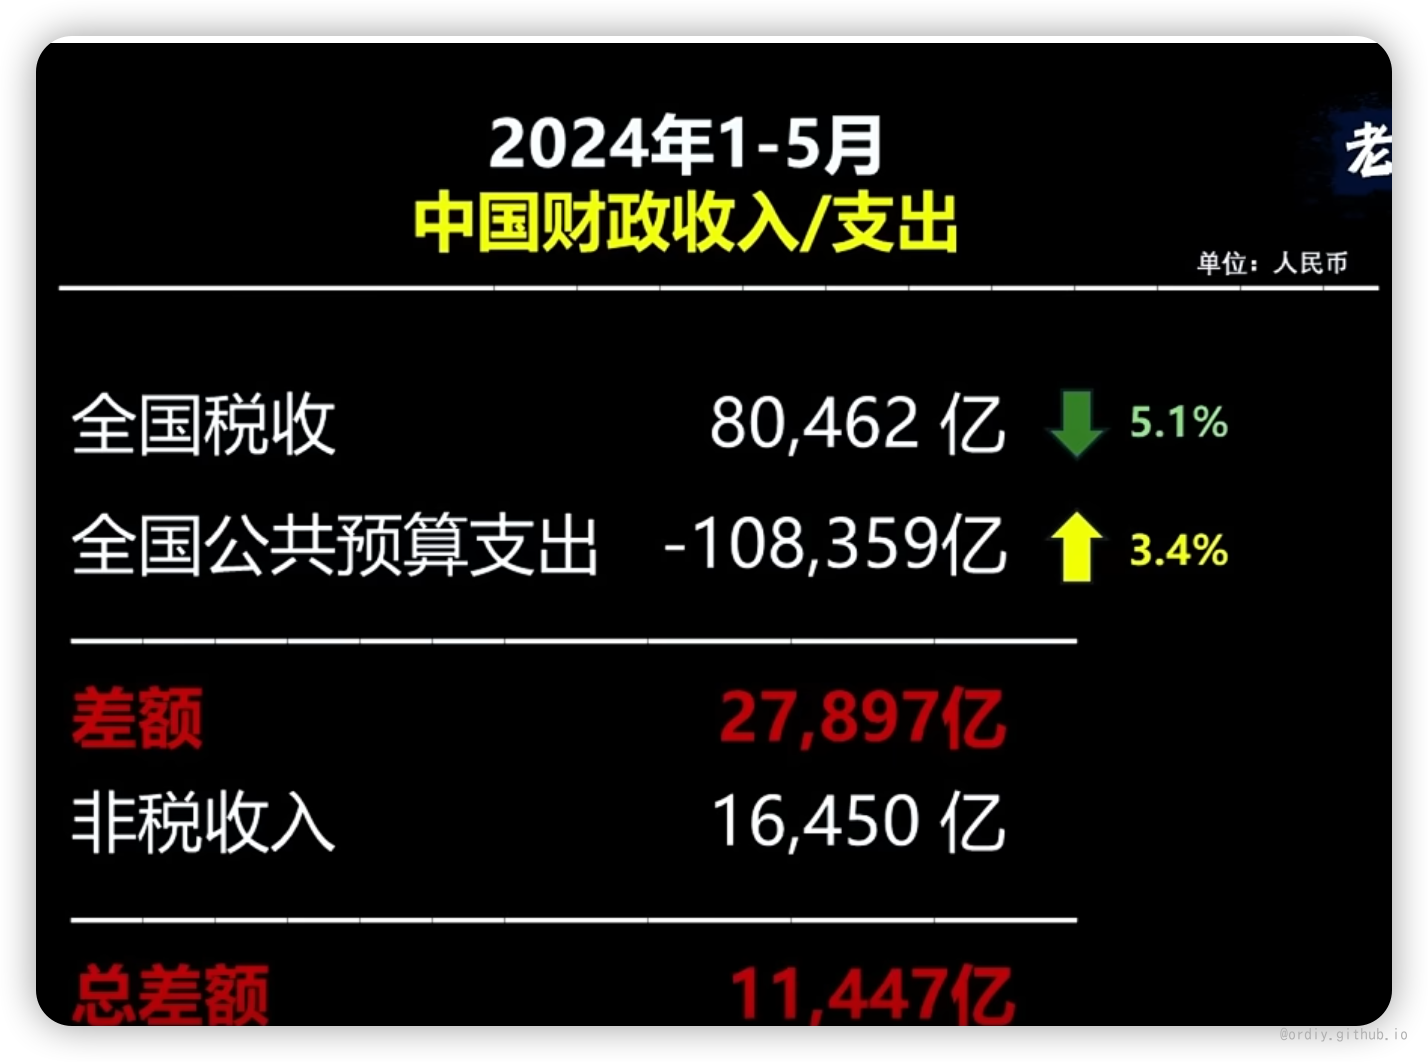 2024年1-5月
老
中国财政收入/支出
单位：人民币
全国税收 80,462 亿 5.1%
全国公共预算支出 -108,359亿 3.4%
差额 27,897亿
非税收入 16,450 亿
总差额 11,447亿
@ordiy.github.io